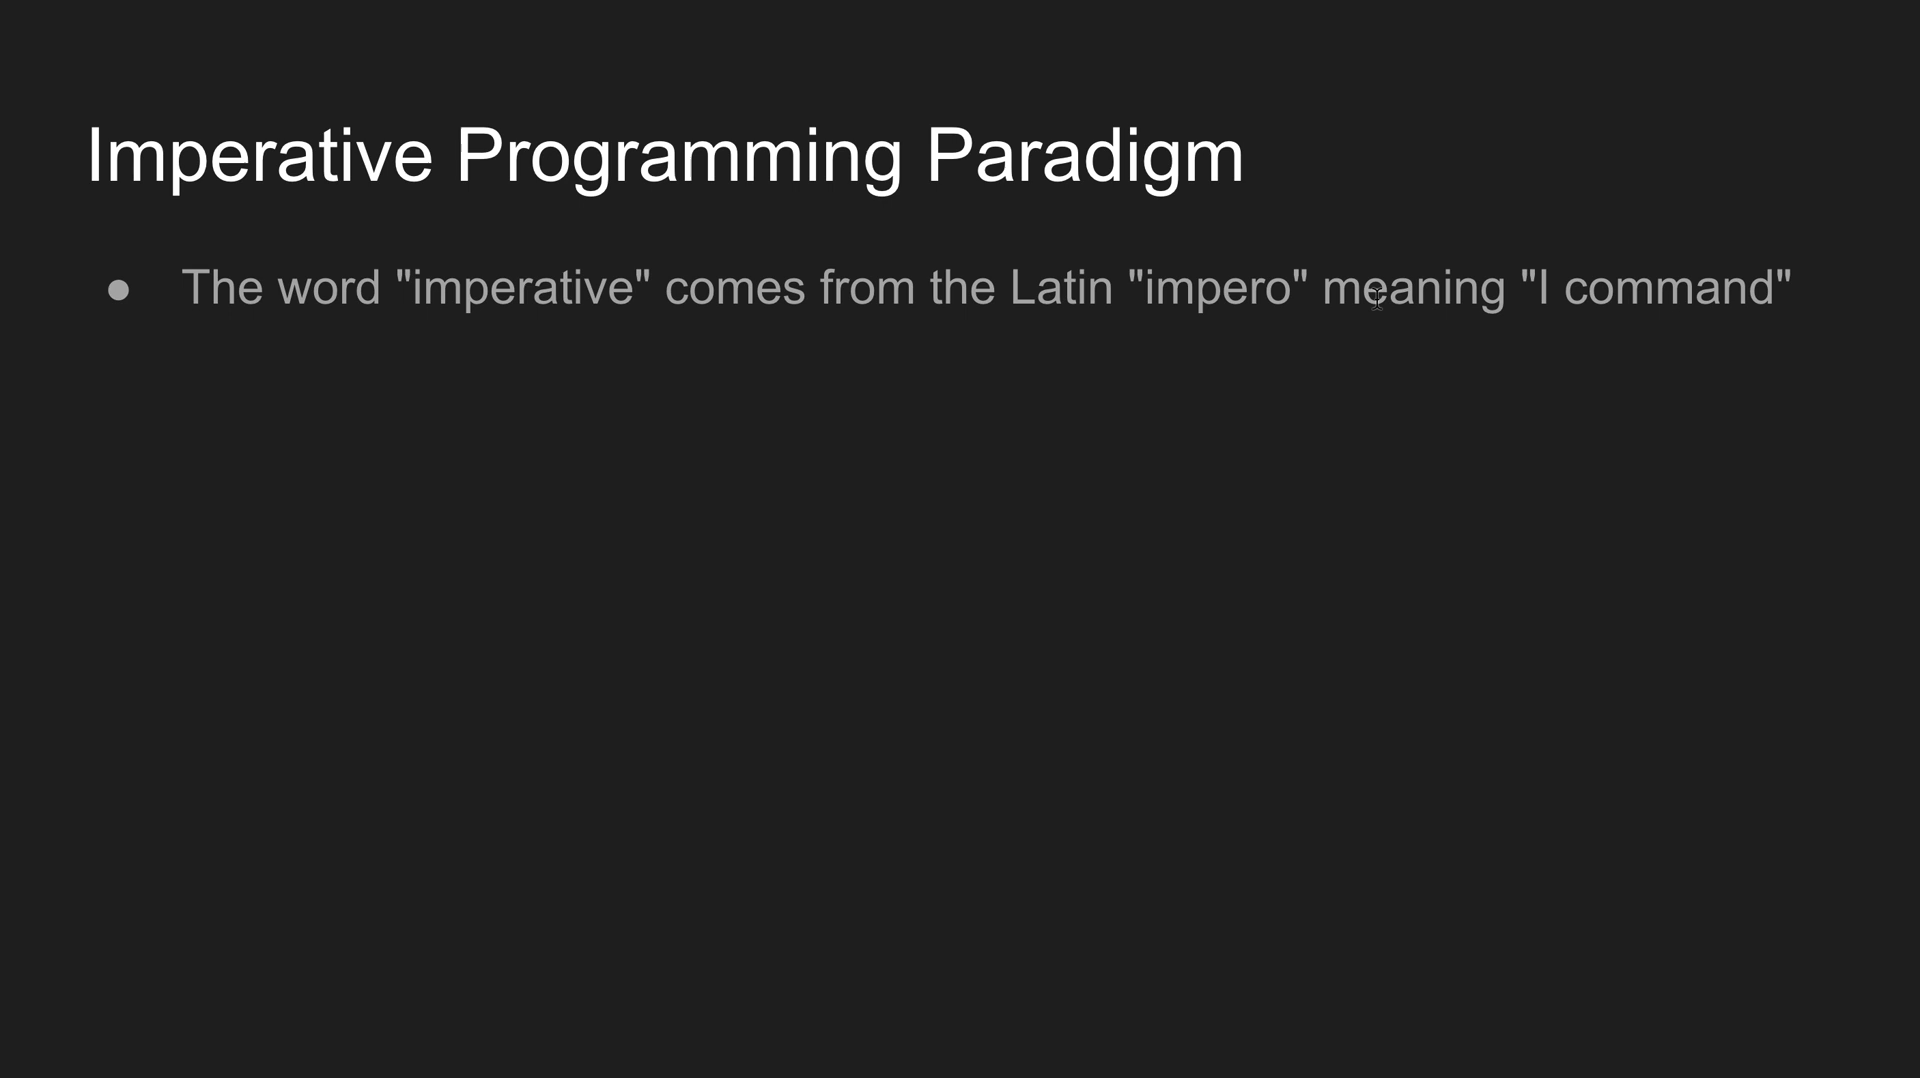 Imperative Programming Paradigm
● The word "imperative" comes from the Latin "impero" meaning "I command"